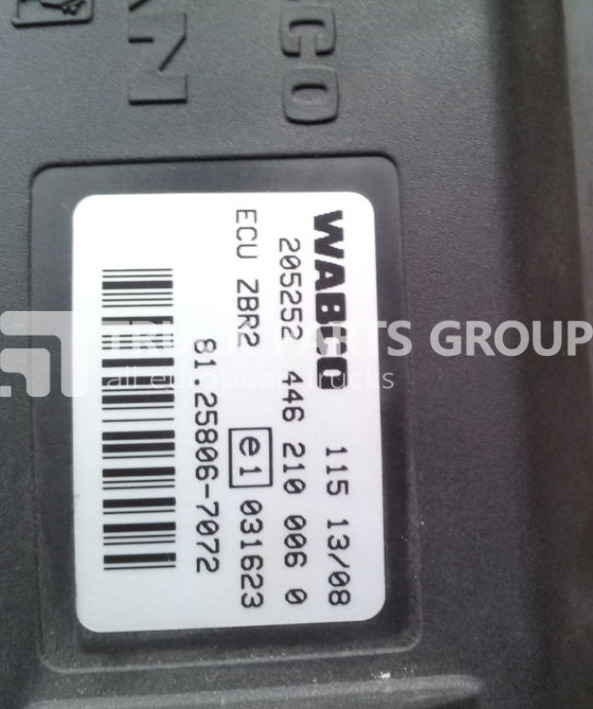 WABCO 115 13/08
205252 446 210 006 0
ECU ZBR2 e1 031623
81.25806-7072
TRUCK PARTS GROUP
all european trucks